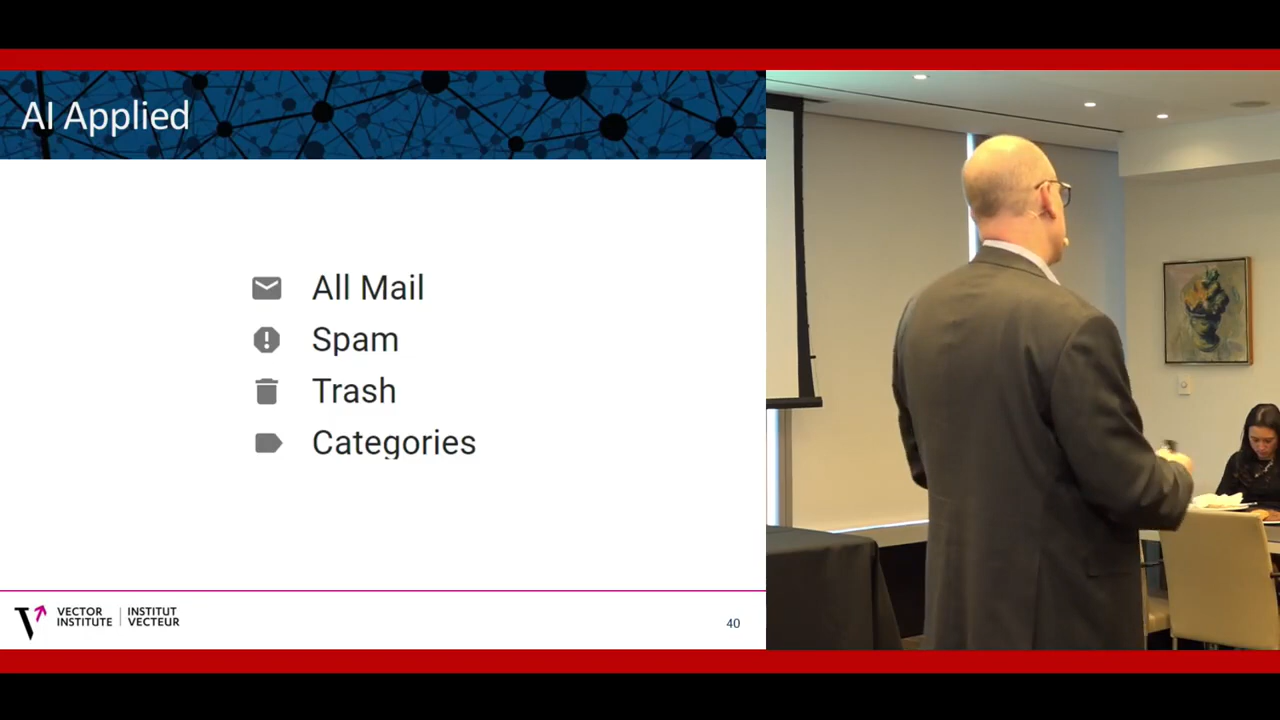 AI Applied
All Mail
Spam
Trash
Categories
VECTOR INSTITUTE | INSTITUT VECTEUR
40